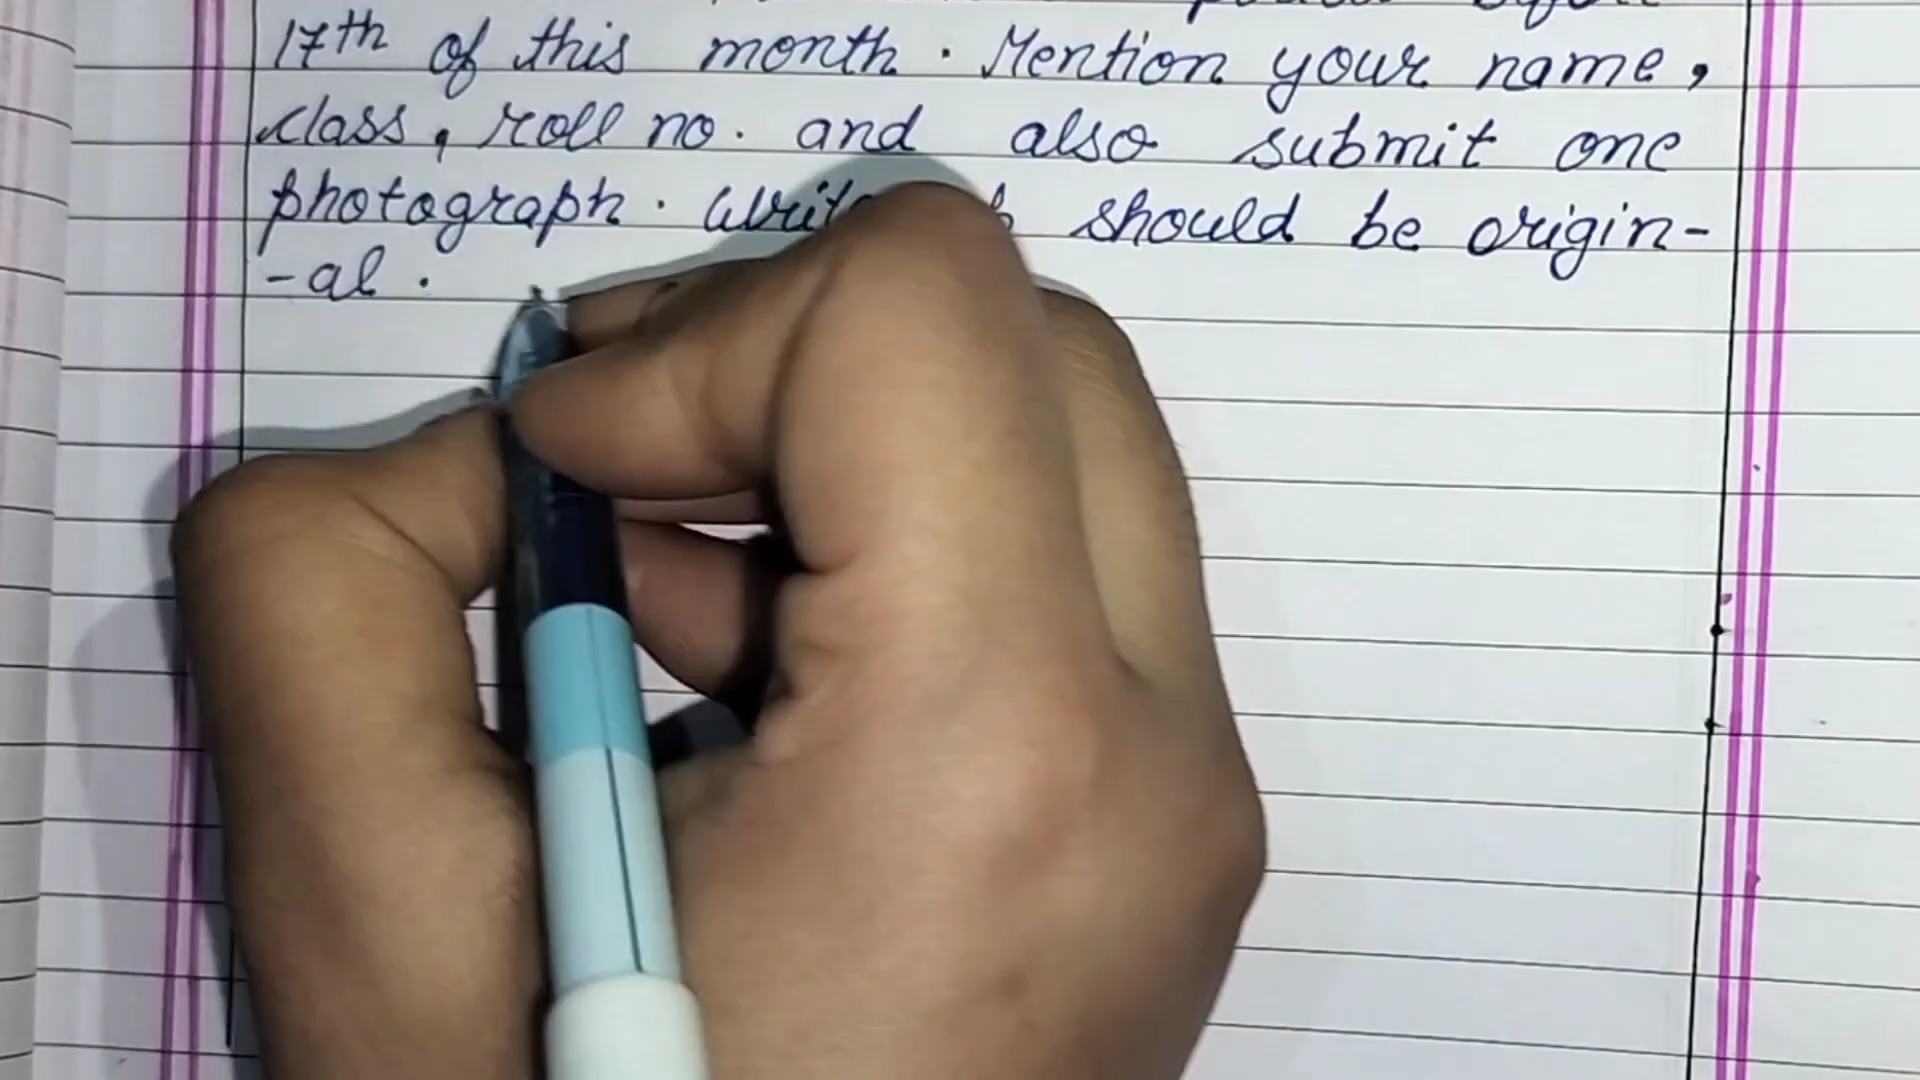 17th of this month. Mention your name,
class, roll no. and also submit one
photograph. should be origin-
-al.